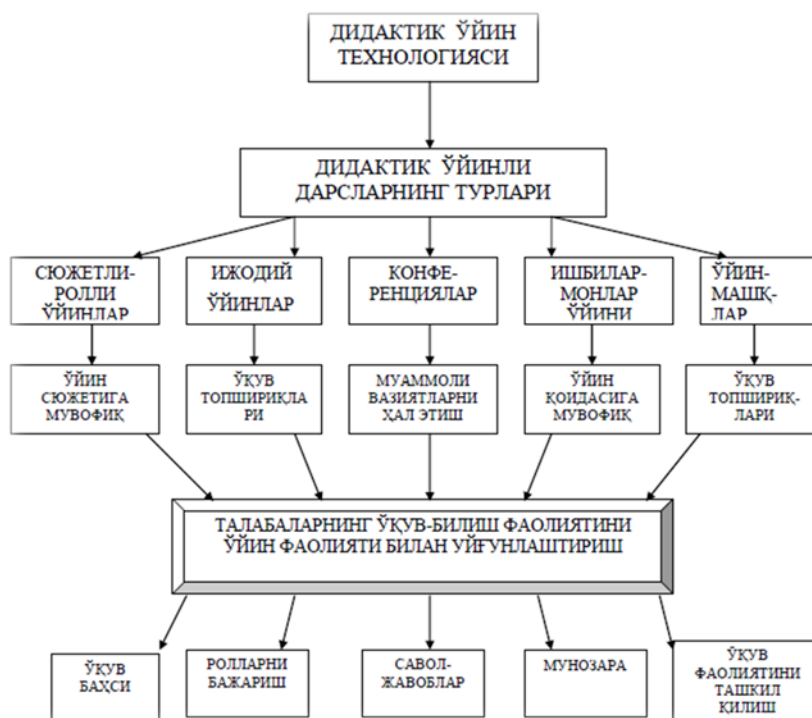 ДИДАКТИК ЎЙИН
ТЕХНОЛОГИЯСИ
ДИДАКТИК ЎЙИНЛИ
ДАРСЛАРНИНГ ТУРЛАРИ
СЮЖЕТЛИ-
РОЛЛИ
ЎЙИНЛАР
ИЖОДИЙ
ЎЙИНЛАР
КОНФЕ-
РЕНЦИЯЛАР
ИШБИЛАР-
МОНЛАР
ЎЙИНИ
ЎЙИН-
МАШҚ-
ЛАР
ЎЙИН
СЮЖЕТИГА
МУВОФИҚ
ЎҚУВ
ТОПШИРИҚЛА
РИ
МУАММОЛИ
ВАЗИЯТЛАРНИ
ҲАЛ ЭТИШ
ЎЙИН
ҚОИДАСИГА
МУВОФИҚ
ЎҚУВ
ТОПШИРИҚ-
ЛАРИ
ТАЛАБАЛАРНИНГ ЎҚУВ-БИЛИШ ФАОЛИЯТИНИ
ЎЙИН ФАОЛИЯТИ БИЛАН УЙҒУНЛАШТИРИШ
ЎҚУВ
БАҲСИ
РОЛЛАРНИ
БАЖАРИШ
САВОЛ-
ЖАВОБЛАР
МУНОЗАРА
ЎҚУВ
ФАОЛИЯТИНИ
ТАШКИЛ
ҚИЛИШ